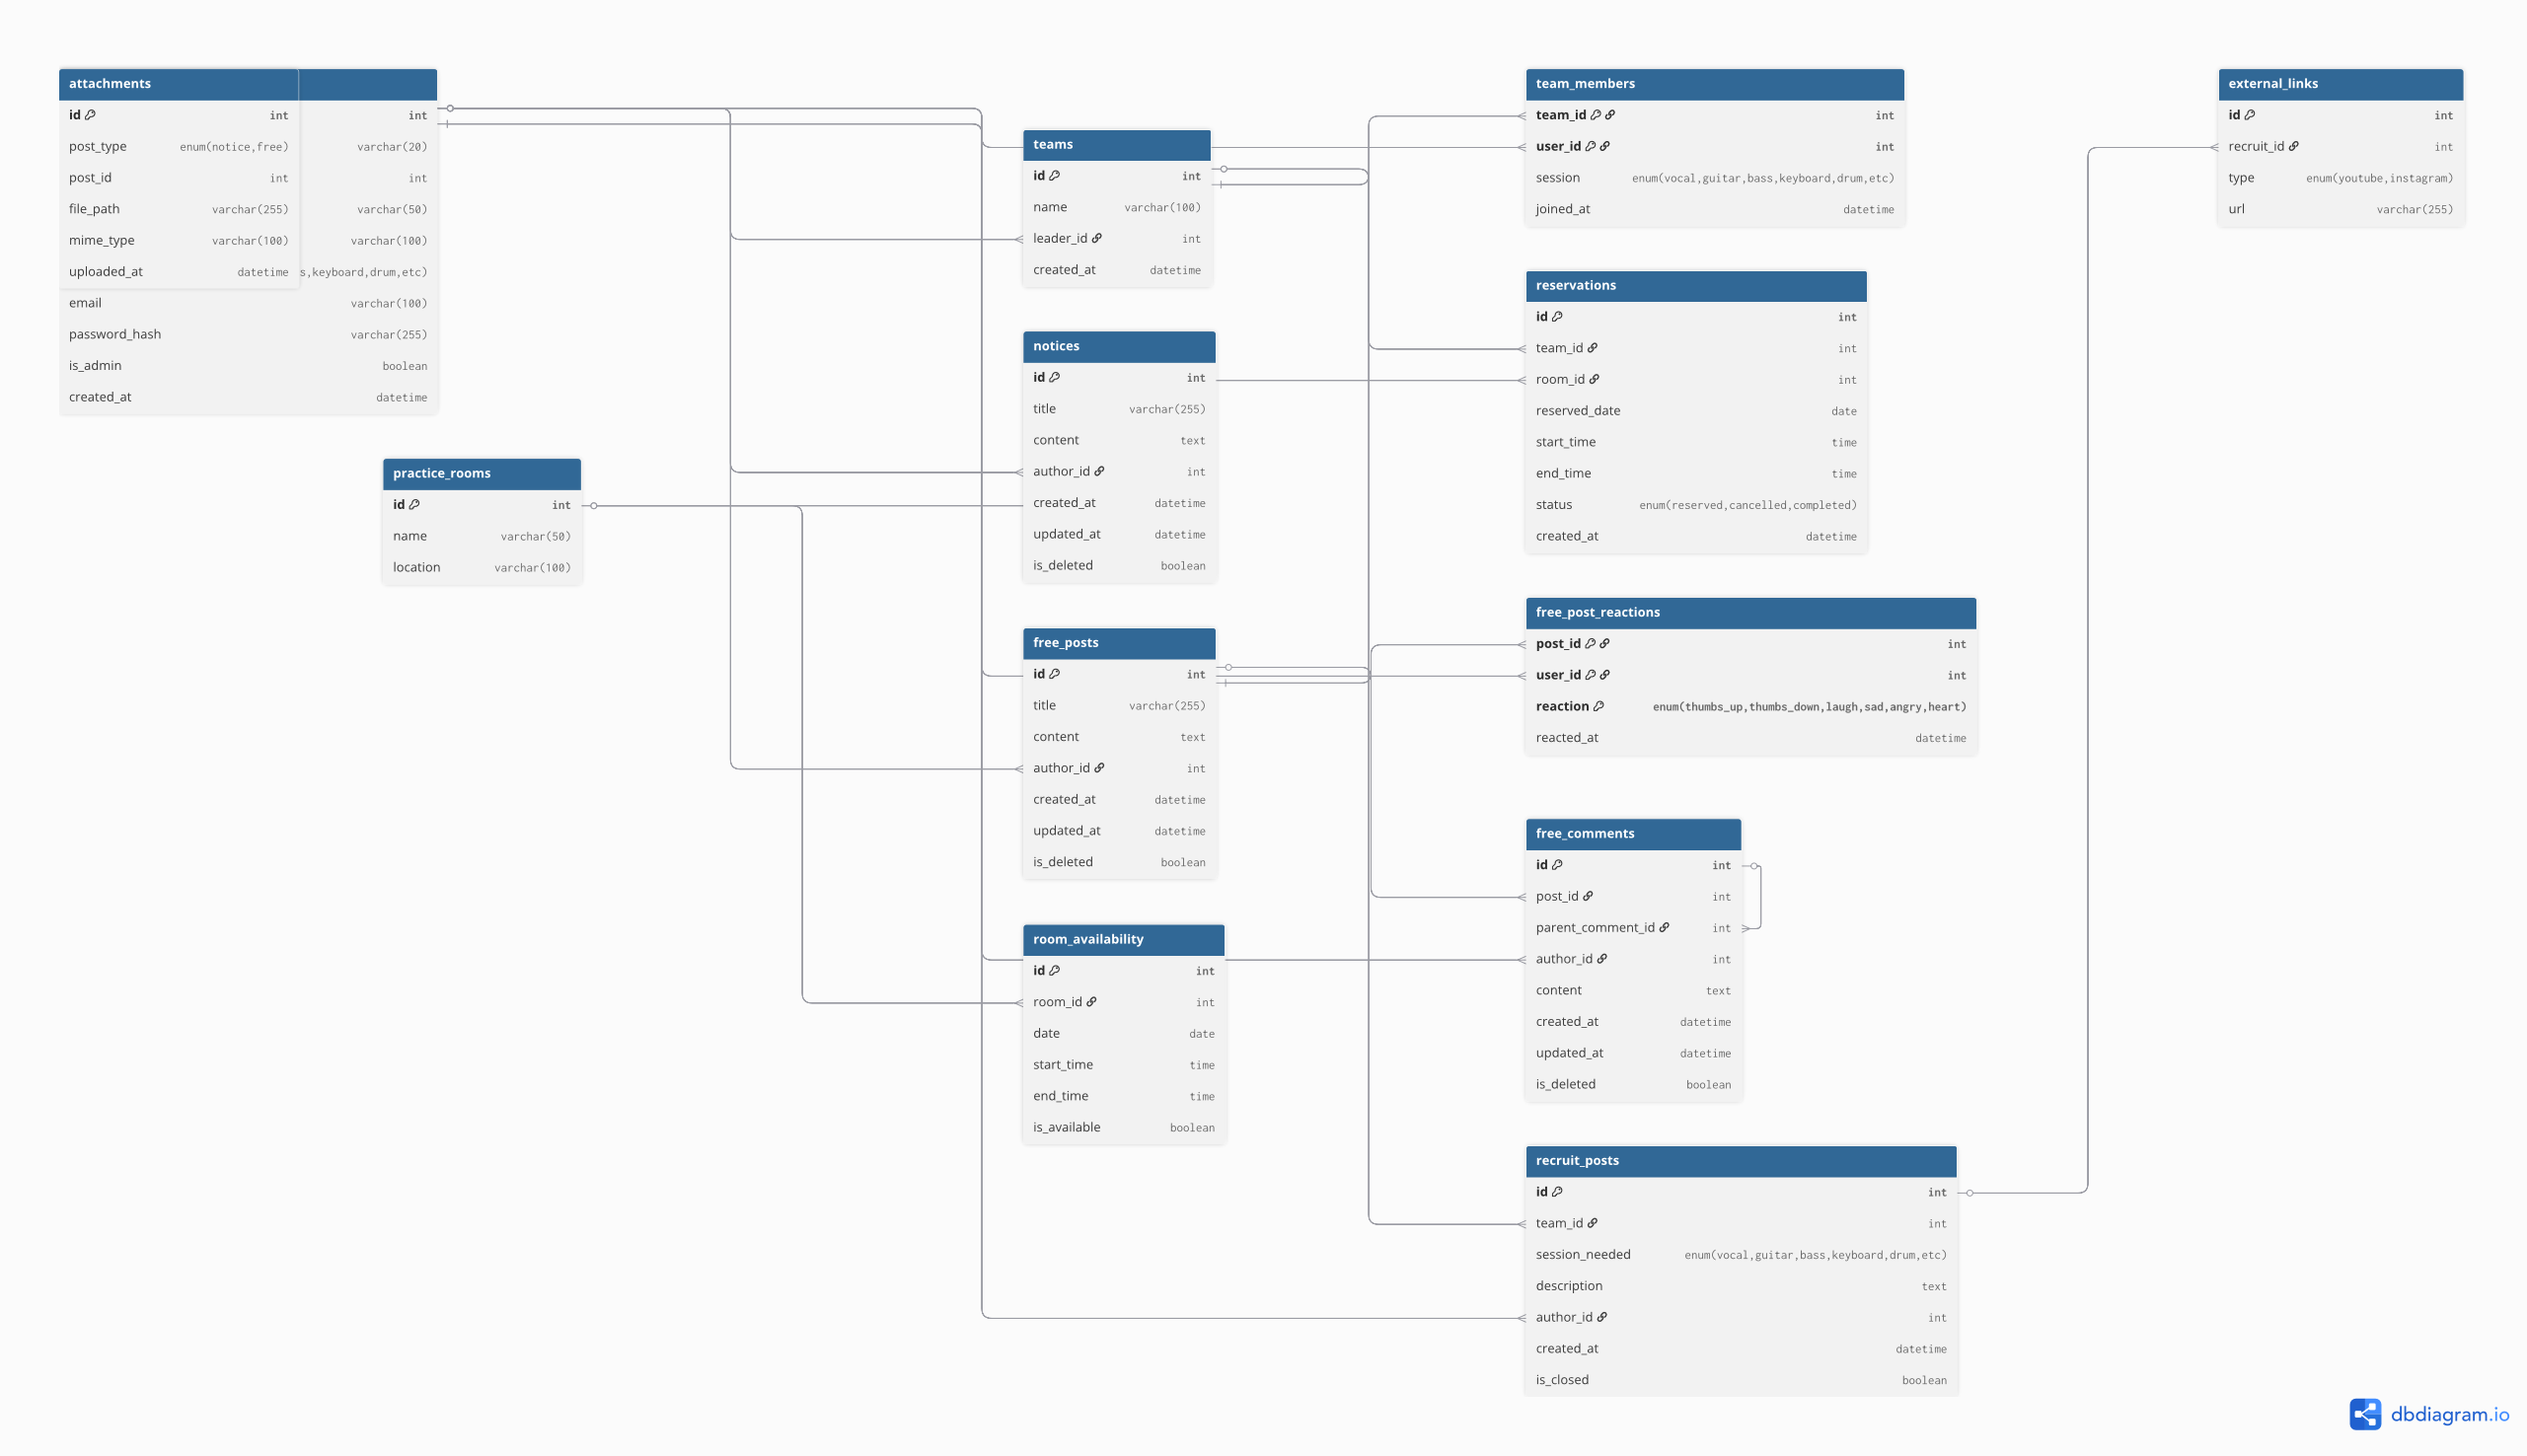 attachments
id int int
post_type enum(notice,free) varchar(20)
post_id int int
file_path varchar(255) varchar(50)
mime_type varchar(100) varchar(100)
uploaded_at datetime s,keyboard,drum,etc)
email varchar(100)
password_hash varchar(255)
is_admin boolean
created_at datetime
practice_rooms
id int
name varchar(50)
location varchar(100)
teams
id int
name varchar(100)
leader_id int
created_at datetime
notices
id int
title varchar(255)
content text
author_id int
created_at datetime
updated_at datetime
is_deleted boolean
free_posts
id int
title varchar(255)
content text
author_id int
created_at datetime
updated_at datetime
is_deleted boolean
room_availability
id int
room_id int
date date
start_time time
end_time time
is_available boolean
team_members
team_id int
user_id int
session enum(vocal,guitar,bass,keyboard,drum,etc)
joined_at datetime
reservations
id int
team_id int
room_id int
reserved_date date
start_time time
end_time time
status enum(reserved,cancelled,completed)
created_at datetime
free_post_reactions
post_id int
user_id int
reaction enum(thumbs_up,thumbs_down,laugh,sad,angry,heart)
reacted_at datetime
free_comments
id int
post_id int
parent_comment_id int
author_id int
content text
created_at datetime
updated_at datetime
is_deleted boolean
recruit_posts
id int
team_id int
session_needed enum(vocal,guitar,bass,keyboard,drum,etc)
description text
author_id int
created_at datetime
is_closed boolean
external_links
id int
recruit_id int
type enum(youtube,instagram)
url varchar(255)
dbdiagram.io